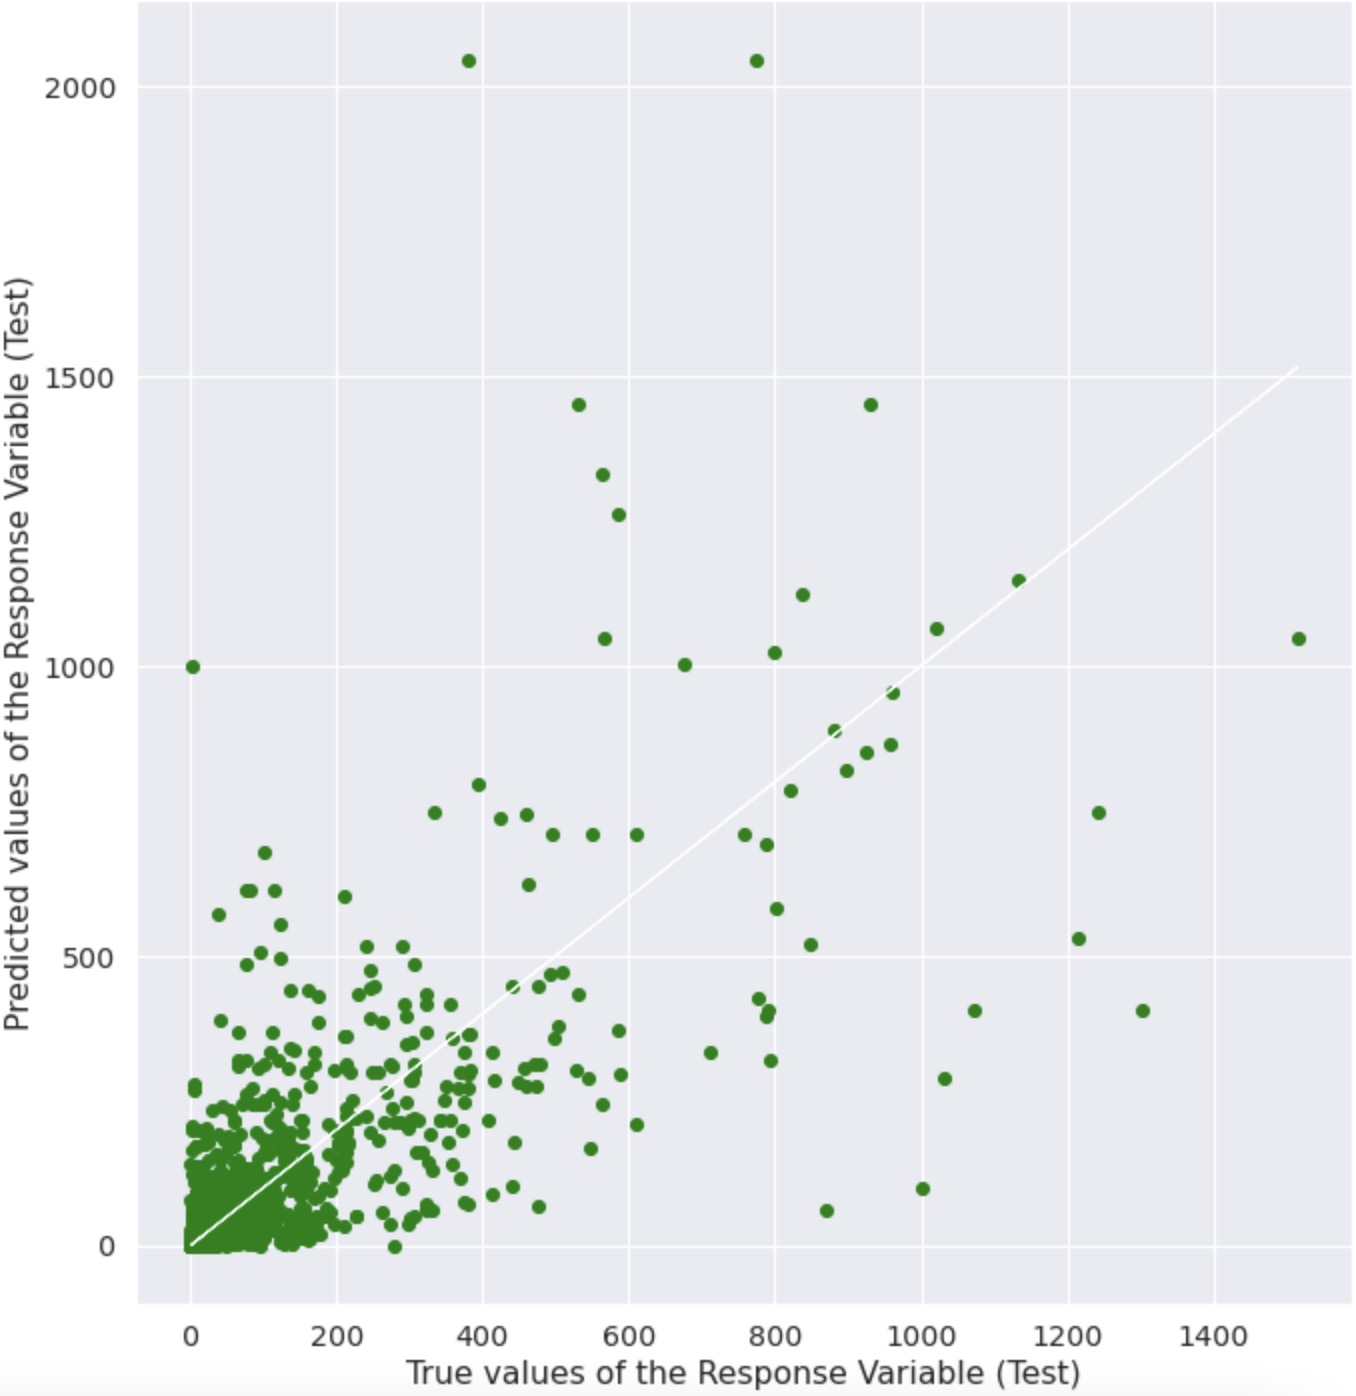 2000
1500
1000
500
0
Predicted values of the Response Variable (Test)
0 200 400 600 800 1000 1200 1400
True values of the Response Variable (Test)